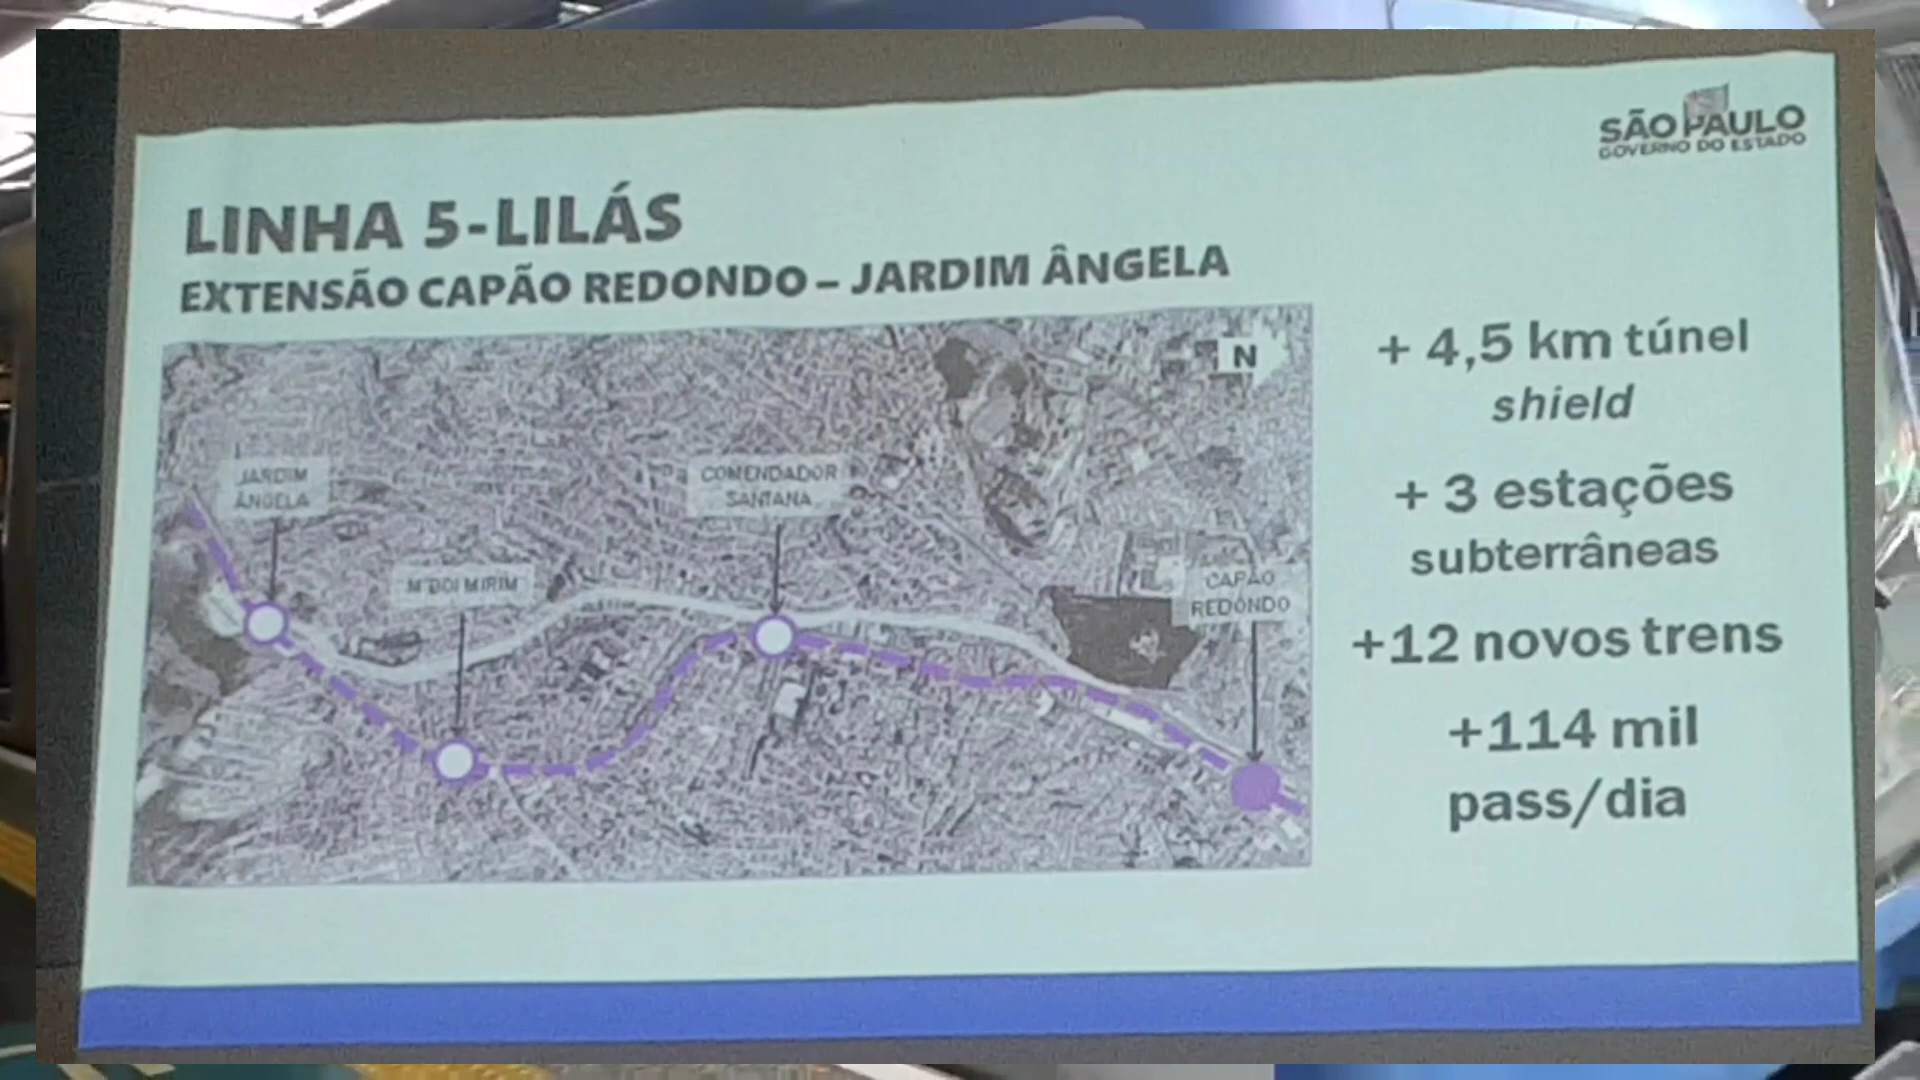 SÃO PAULO
GOVERNO DO ESTADO
LINHA 5-LILÁS
EXTENSÃO CAPÃO REDONDO – JARDIM ÂNGELA
N
JARDIM
ÂNGELA
M'BOI MIRIM
COMENDADOR
SANTANA
CAPÃO
REDONDO
+ 4,5 km túnel
shield
+ 3 estações
subterrâneas
+12 novos trens
+114 mil
pass/dia